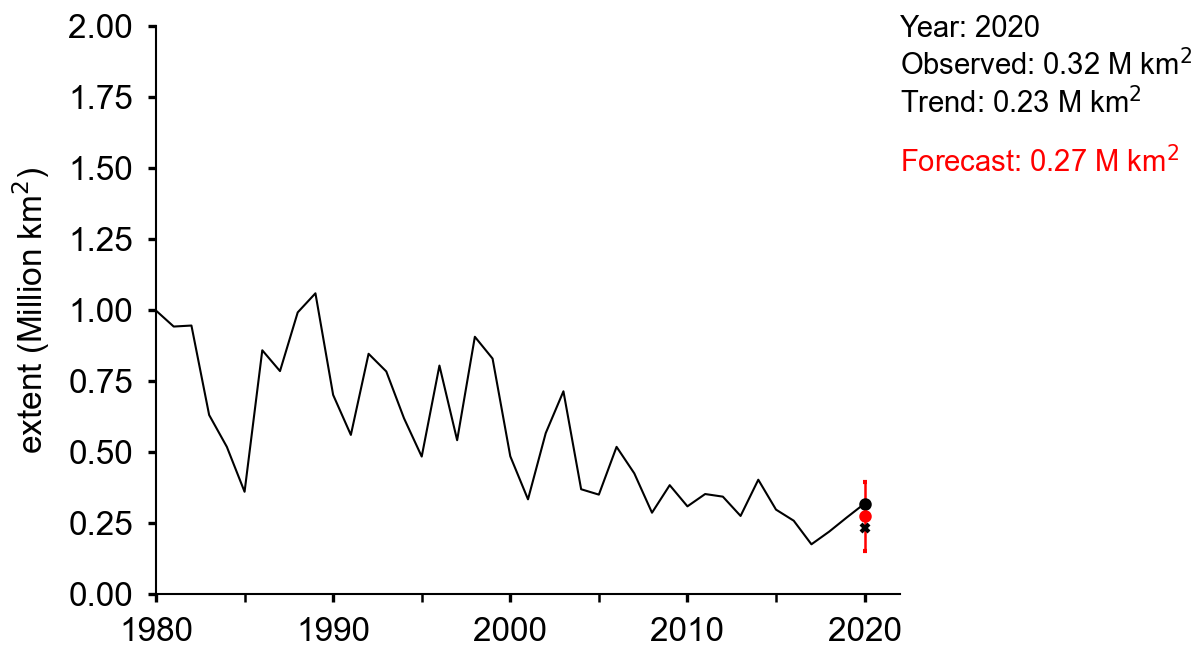 2.00
1.75
1.50
1.25
1.00
0.75
0.50
0.25
0.00
extent (Million km²)
1980
1990
2000
2010
2020
Year: 2020
Observed: 0.32 M km²
Trend: 0.23 M km²
Forecast: 0.27 M km²